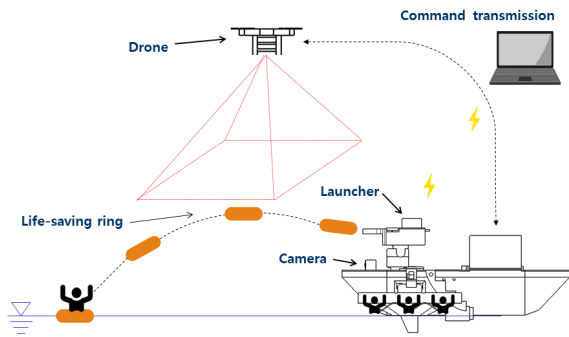 Command transmission
Drone
Launcher
Life-saving ring
Camera